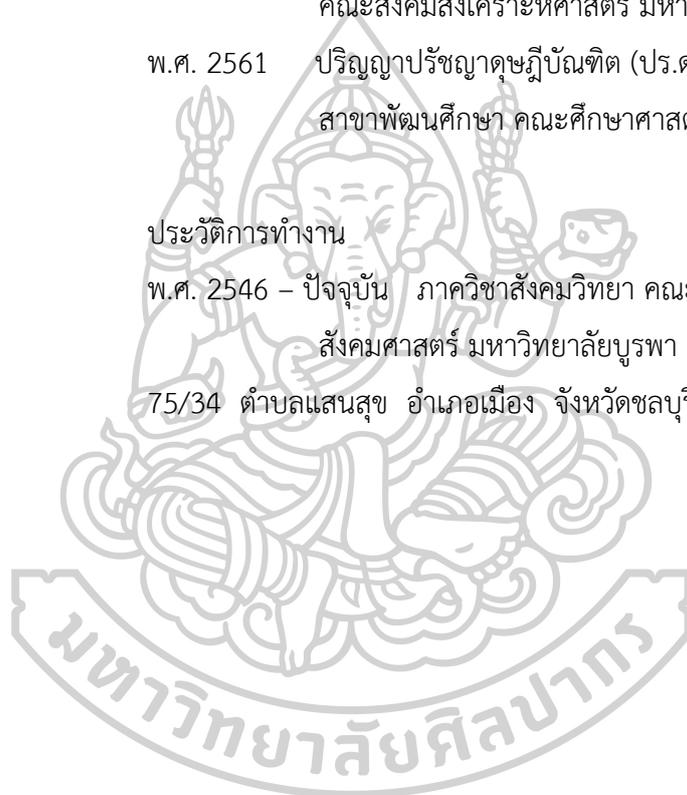 คณะสังคมสงเคราะห์ศาสตร์
พ.ศ. 2561 ปริญญาปรัชญาดุษฎีบัณฑิต (ปร.ด
สาขาพัฒนศึกษา คณะศึกษาศาสต
ประวัติการทำงาน
พ.ศ. 2546 – ปัจจุบัน ภาควิชาสังคมวิทยา คณะ
สังคมศาสตร์ มหาวิทยาลัยบูรพา
75/34 ตำบลแสนสุข อำเภอเมือง จังหวัดชลบุรี
มหาวิทยาลัยศิลปากร